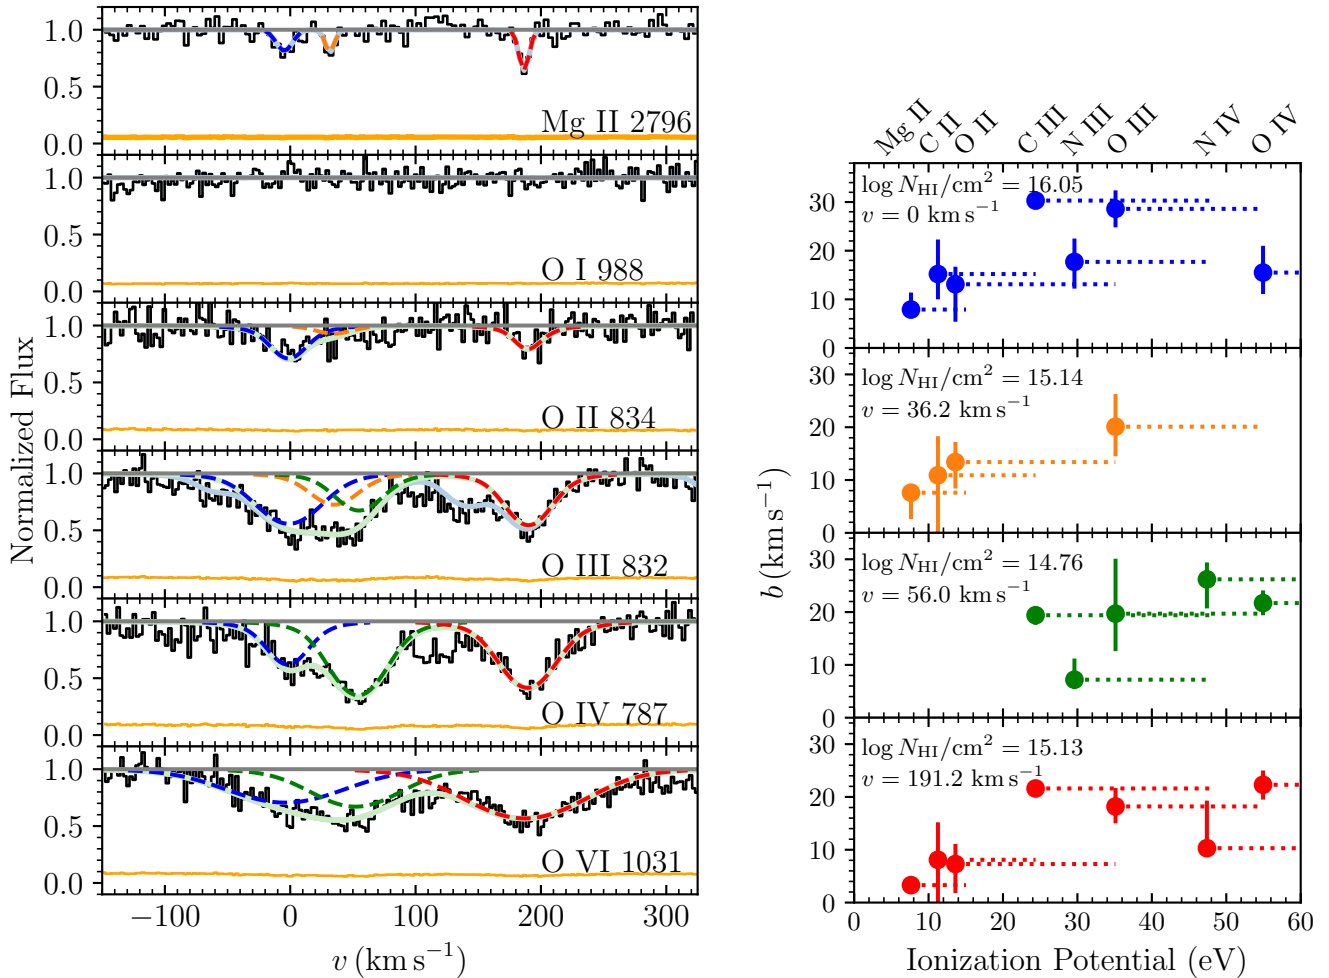 Normalized Flux
1.0
0.5
0.0
Mg II 2796
1.0
0.5
0.0
O I 988
1.0
0.5
0.0
O II 834
1.0
0.5
0.0
O III 832
1.0
0.5
0.0
O IV 787
1.0
0.5
0.0
O VI 1031
−100 0 100 200 300
v (km s⁻¹)
Mg II C II O II C III N III O III N IV O IV
b(km s⁻¹)
30
20
10
0
log N_HI/cm² = 16.05
v = 0 km s⁻¹
30
20
10
0
log N_HI/cm² = 15.14
v = 36.2 km s⁻¹
30
20
10
0
log N_HI/cm² = 14.76
v = 56.0 km s⁻¹
30
20
10
0
log N_HI/cm² = 15.13
v = 191.2 km s⁻¹
0 10 20 30 40 50 60
Ionization Potential (eV)